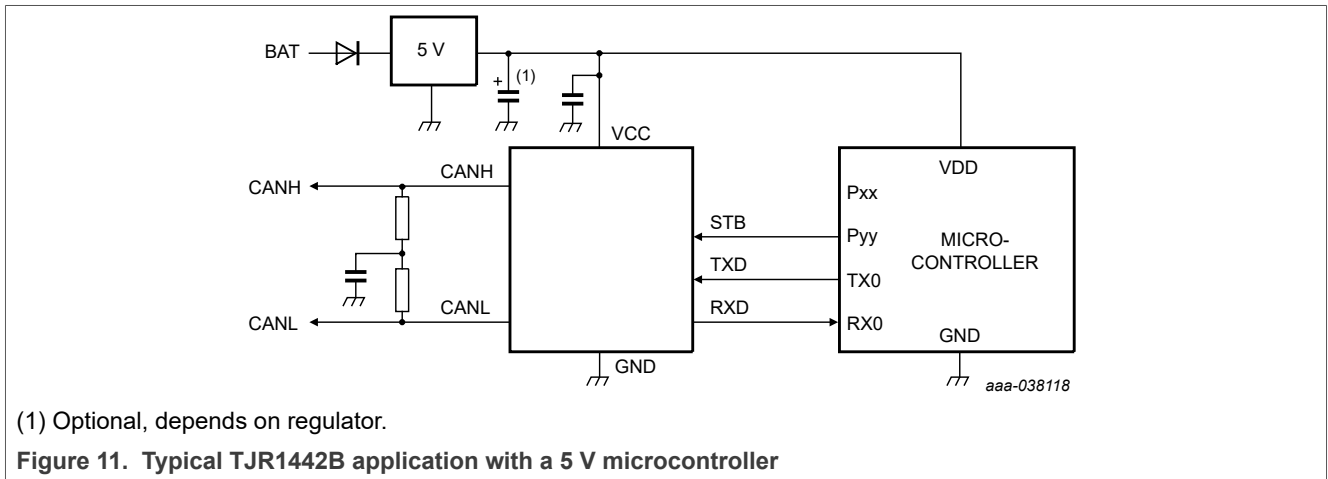 BAT
5 V
+
(1)
VCC
VDD
CANH
CANH
Pxx
STB
Pyy
MICRO-
CONTROLLER
TXD
TX0
CANL
CANL
RXD
RX0
GND
GND
aaa-038118
(1) Optional, depends on regulator.
Figure 11. Typical TJR1442B application with a 5 V microcontroller